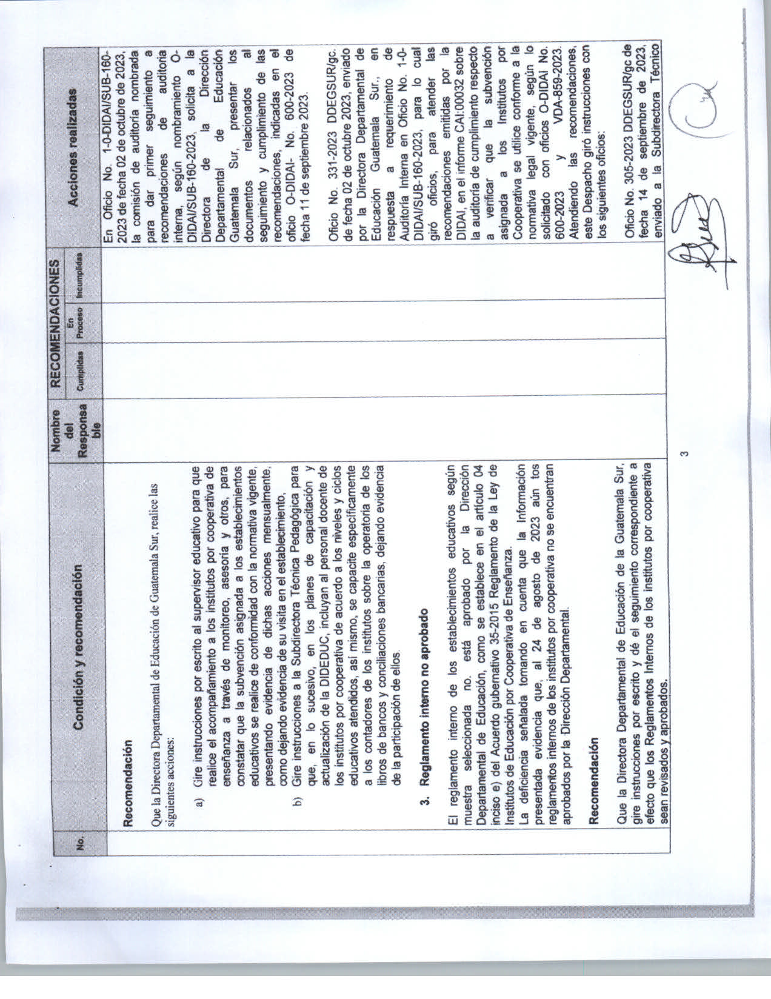 No.
Condición y recomendación
Nombre
del
Responsa
ble
RECOMENDACIONES
Cumplidas
En
Proceso
Incumplidas
Acciones realizadas
Recomendación
Que la Directora Departamental de Educación de Guatemala Sur, realice las
siguientes acciones:
a) Gire instrucciones por escrito al supervisor educativo para que
realice el acompañamiento a los institutos por cooperativa de
enseñanza a través de monitoreo, asesoría y otros, para
constatar que la subvención asignada a los establecimientos
educativos se realice de conformidad con la normativa vigente,
presentando evidencia de dichas acciones mensualmente,
como dejando evidencia de su visita en el establecimiento,
b) Gire instrucciones a la Subdirectora Técnica Pedagógica para
que, en lo sucesivo, en los planes de capacitación y
actualización de la DIDEDUC, incluyan al personal docente de
los institutos por cooperativa de acuerdo a los niveles y ciclos
educativos atendidos, así mismo, se capacite específicamente
a los contadores de los institutos sobre la operatoria de los
libros de bancos y conciliaciones bancarias, dejando evidencia
de la participación de ellos.
3. Reglamento interno no aprobado
El reglamento interno de los establecimientos educativos según
muestra seleccionada no. está aprobado por la Dirección
Departamental de Educación, como se establece en el artículo 04
inciso e) del Acuerdo gubernativo 35-2015 Reglamento de la Ley de
Institutos de Educación por Cooperativa de Enseñanza.
La deficiencia señalada tomando en cuenta que la Información
presentada evidencia que, al 24 de agosto de 2023 aún tos
reglamentos internos de los institutos por cooperativa no se encuentran
aprobados por la Dirección Departamental.
Recomendación
Que la Directora Departamental de Educación de la Guatemala Sur,
gire instrucciones por escrito y dé el seguimiento correspondiente a
efecto que los Reglamentos Internos de los institutos por cooperativa
sean revisados y aprobados.
En Oficio No. 1-0-DIDAI/SUB-160-
2023 de fecha 02 de octubre de 2023,
la comisión de auditoría nombrada
para dar primer seguimiento a
recomendaciones de auditoria
interna, según nombramiento O-
DIDAI/SUB-160-2023, solicita a la
Directora de la Dirección
Departamental de Educación
Guatemala Sur, presentar los
documentos relacionados al
seguimiento y cumplimiento de las
recomendaciones, indicadas en el
oficio O-DIDAI- No. 600-2023 de
fecha 11 de septiembre 2023.
Oficio No. 331-2023 DDEGSUR/gc.
de fecha 02 de octubre 2023, enviado
por la Directora Departamental de
Educación Guatemala Sur., en
respuesta a requerimiento de
Auditoría Interna en Oficio No. 1-0-
DIDAI/SUB-160-2023, para lo cual
giró oficios, para atender las
recomendaciones emitidas por la
DIDAI, en el informe CAI:00032 sobre
la auditoría de cumplimiento respecto
a verificar que la subvención
asignada a los Institutos por
Cooperativa se utilice conforme a la
normativa legal vigente, según lo
solicitado con oficios O-DIDAI No.
600-2023 y VDA-859-2023.
Atendiendo las recomendaciones,
este Despacho giró instrucciones con
los siguientes oficios:
Oficio No. 305-2023 DDEGSUR/gc de
fecha 14 de septiembre de 2023,
enviado a la Subdirectora Técnico
3